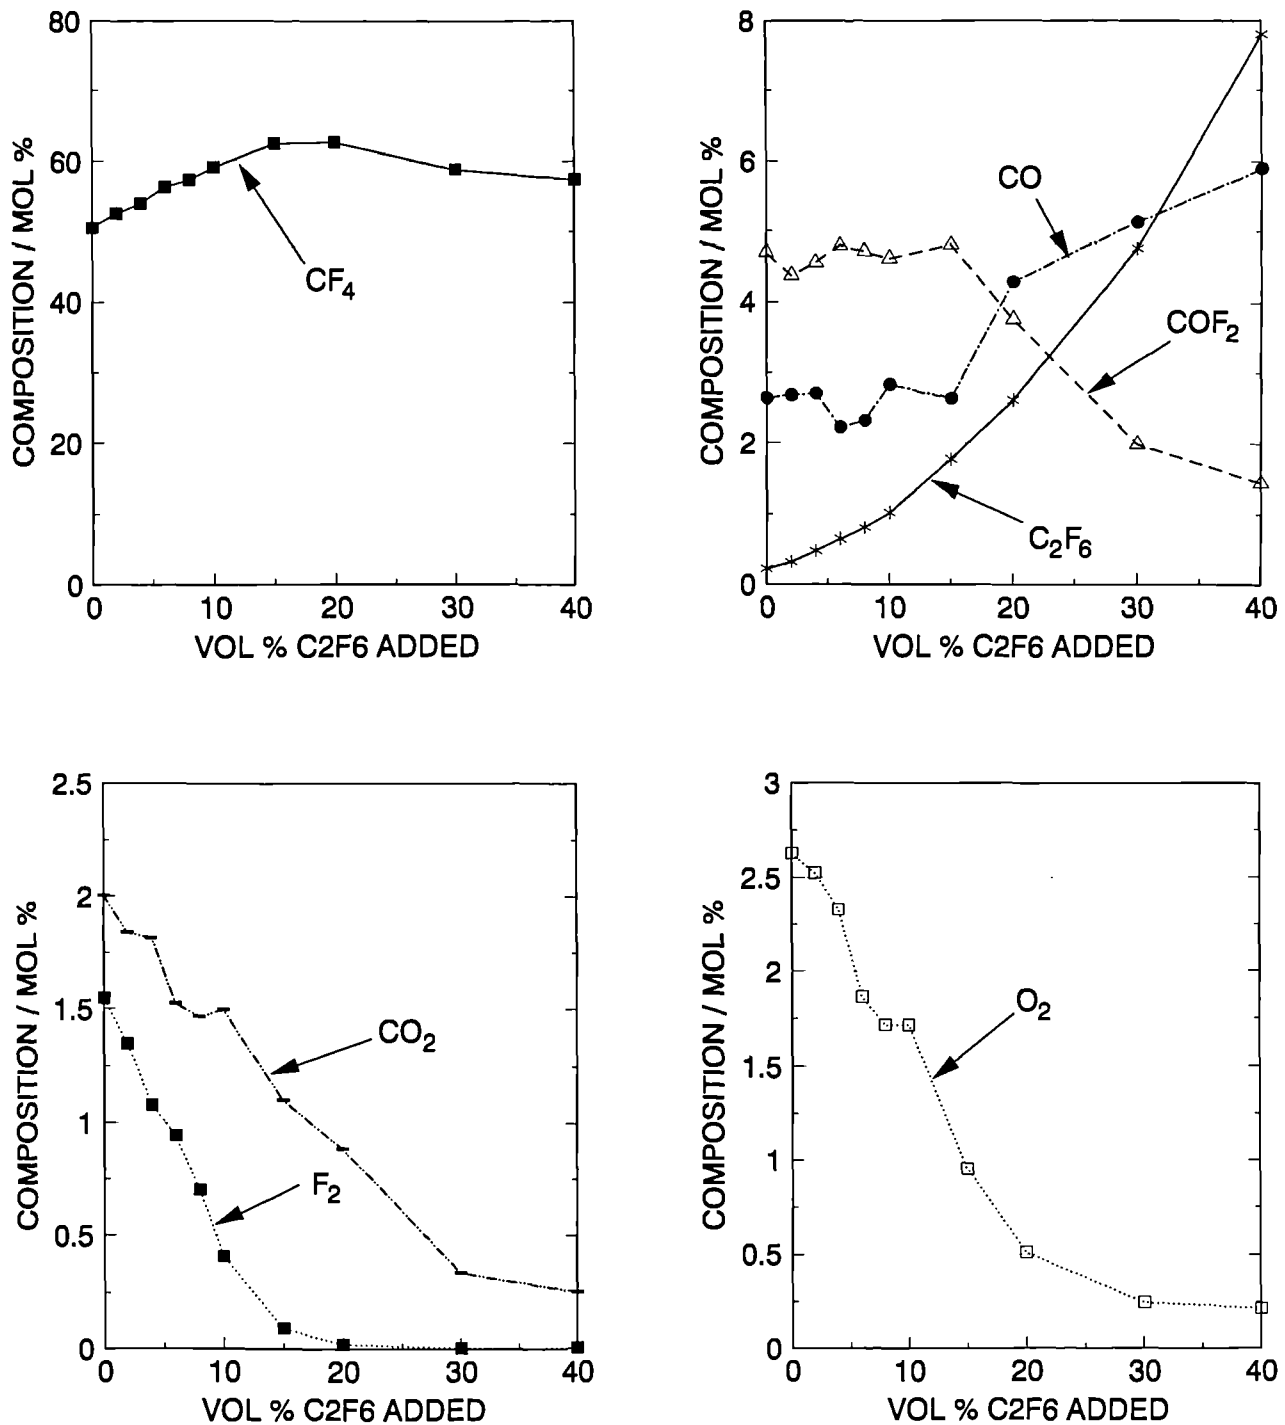 COMPOSITION / MOL %
80
60
40
20
0
0 10 20 30 40
VOL % C2F6 ADDED
CF4
COMPOSITION / MOL %
8
6
4
2
0
0 10 20 30 40
VOL % C2F6 ADDED
CO
COF2
C2F6
COMPOSITION / MOL %
2.5
2
1.5
1
0.5
0
0 10 20 30 40
VOL % C2F6 ADDED
CO2
F2
COMPOSITION / MOL %
3
2.5
2
1.5
1
0.5
0
0 10 20 30 40
VOL % C2F6 ADDED
O2